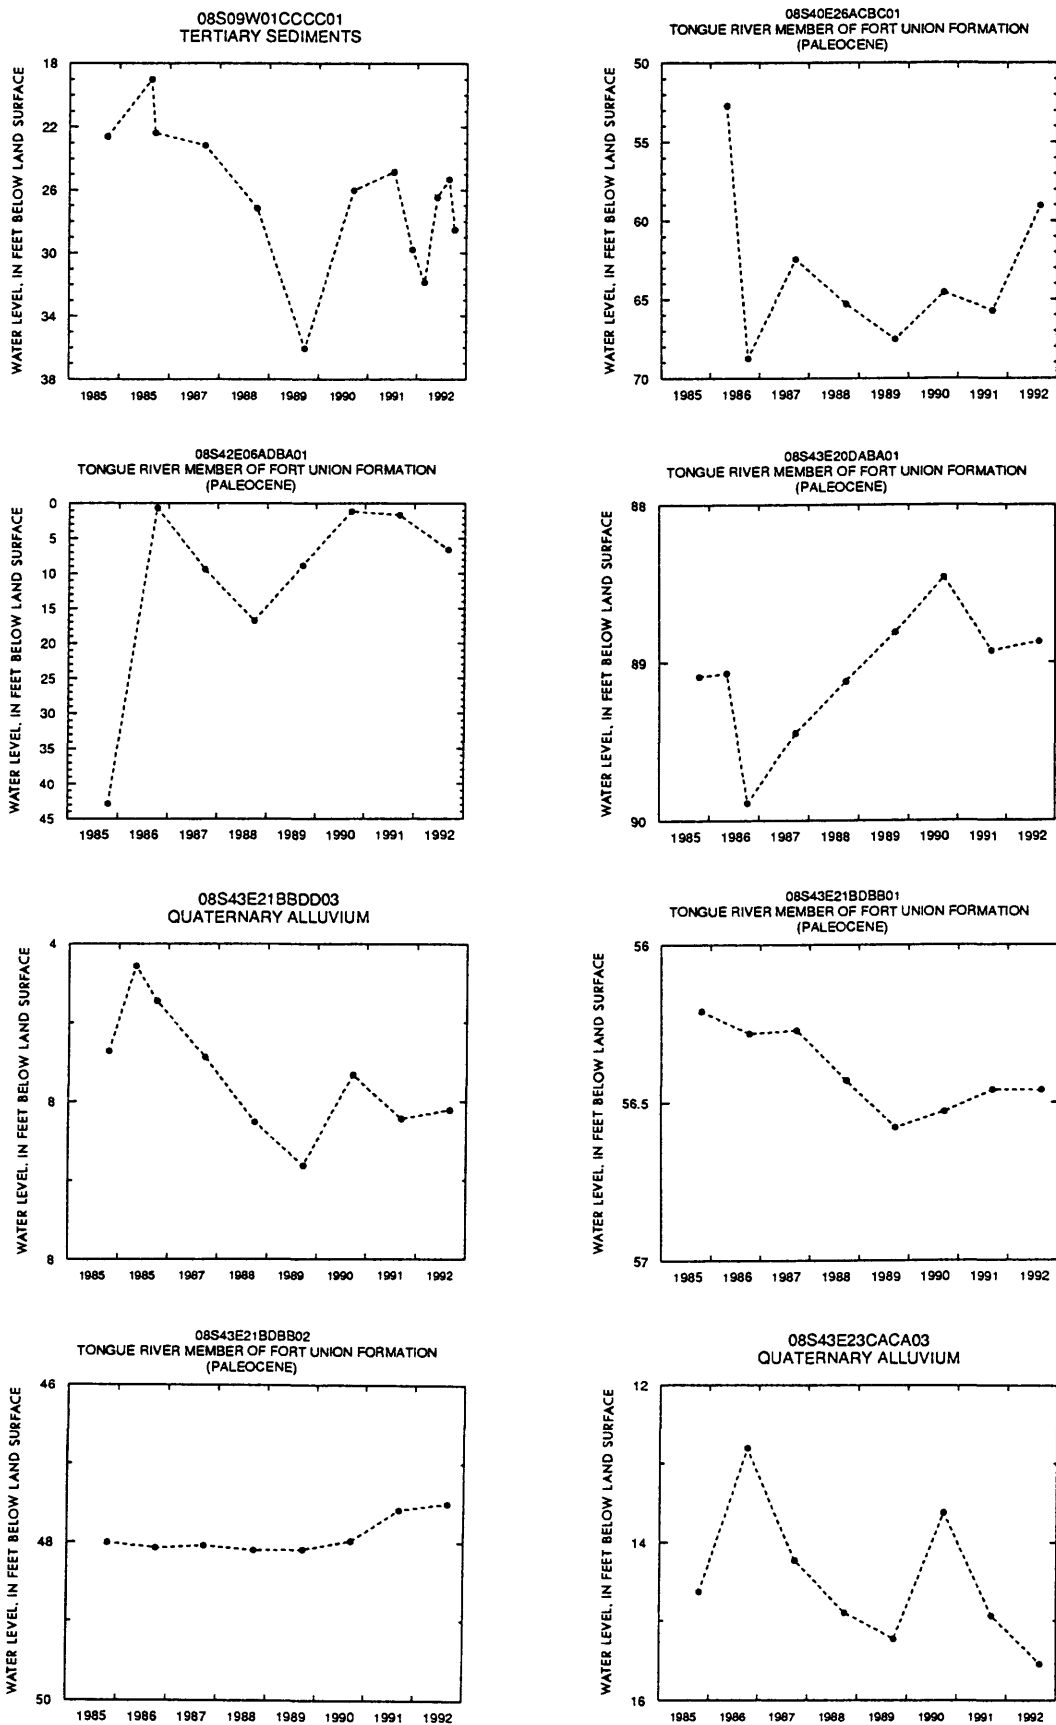 08S09W01CCCC01
TERTIARY SEDIMENTS
WATER LEVEL, IN FEET BELOW LAND SURFACE
18
22
26
30
34
38
1985 1985 1987 1988 1989 1990 1991 1992
08S40E26ACBC01
TONGUE RIVER MEMBER OF FORT UNION FORMATION
(PALEOCENE)
WATER LEVEL, IN FEET BELOW LAND SURFACE
50
55
60
65
70
1985 1986 1987 1988 1989 1990 1991 1992
08S42E06ADBA01
TONGUE RIVER MEMBER OF FORT UNION FORMATION
(PALEOCENE)
WATER LEVEL, IN FEET BELOW LAND SURFACE
0
5
10
15
20
25
30
35
40
45
1985 1986 1987 1988 1989 1990 1991 1992
08S43E20DABA01
TONGUE RIVER MEMBER OF FORT UNION FORMATION
(PALEOCENE)
WATER LEVEL, IN FEET BELOW LAND SURFACE
88
89
90
1985 1986 1987 1988 1989 1990 1991 1992
08S43E21BBDD03
QUATERNARY ALLUVIUM
WATER LEVEL, IN FEET BELOW LAND SURFACE
4
8
8
1985 1985 1987 1988 1989 1990 1991 1992
08S43E21BDBB01
TONGUE RIVER MEMBER OF FORT UNION FORMATION
(PALEOCENE)
WATER LEVEL, IN FEET BELOW LAND SURFACE
56
56.5
57
1985 1986 1987 1988 1989 1990 1991 1992
08S43E21BDBB02
TONGUE RIVER MEMBER OF FORT UNION FORMATION
(PALEOCENE)
WATER LEVEL, IN FEET BELOW LAND SURFACE
46
48
50
1985 1986 1987 1988 1989 1990 1991 1992
08S43E23CACA03
QUATERNARY ALLUVIUM
WATER LEVEL, IN FEET BELOW LAND SURFACE
12
14
16
1985 1986 1987 1988 1989 1990 1991 1992